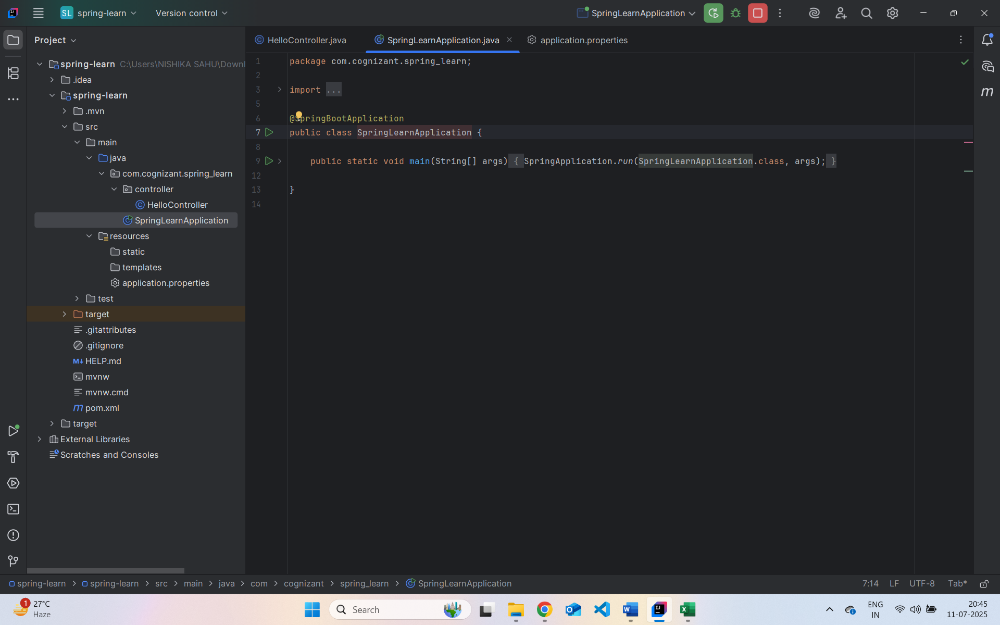 SL spring-learn Version control SpringLearnApplication
Project
HelloController.java SpringLearnApplication.java application.properties
spring-learn C:\Users\NISHIKA SAHU\Downl
.idea
spring-learn
.mvn
src
main
java
com.cognizant.spring_learn
controller
HelloController
SpringLearnApplication
resources
static
templates
application.properties
test
target
.gitattributes
.gitignore
M↓ HELP.md
mvnw
mvnw.cmd
m pom.xml
target
External Libraries
Scratches and Consoles
1 package com.cognizant.spring_learn;
2
3 import ...
5
6 @SpringBootApplication
7 public class SpringLearnApplication {
8
9 public static void main(String[] args) { SpringApplication.run(SpringLearnApplication.class, args); }
12
13 }
14
m
spring-learn > spring-learn > src > main > java > com > cognizant > spring_learn > SpringLearnApplication
7:14 LF UTF-8 Tab*
1 27°C
Haze
Search
ENG
IN
20:45
11-07-2025